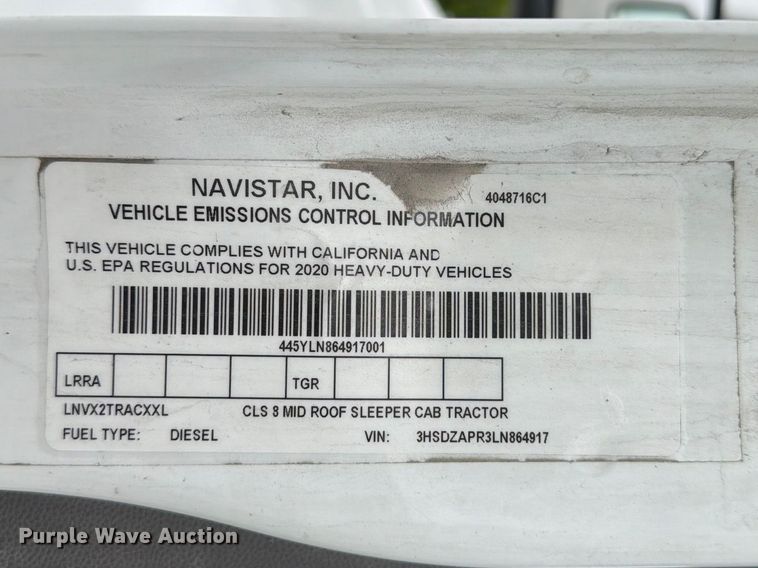 NAVISTAR, INC.
4048716C1
VEHICLE EMISSIONS CONTROL INFORMATION
THIS VEHICLE COMPLIES WITH CALIFORNIA AND
U.S. EPA REGULATIONS FOR 2020 HEAVY-DUTY VEHICLES
445YLN864917001
LRRA TGR
LNVX2TRACXXL CLS 8 MID ROOF SLEEPER CAB TRACTOR
FUEL TYPE: DIESEL VIN: 3HSDZAPR3LN864917
Purple Wave Auction